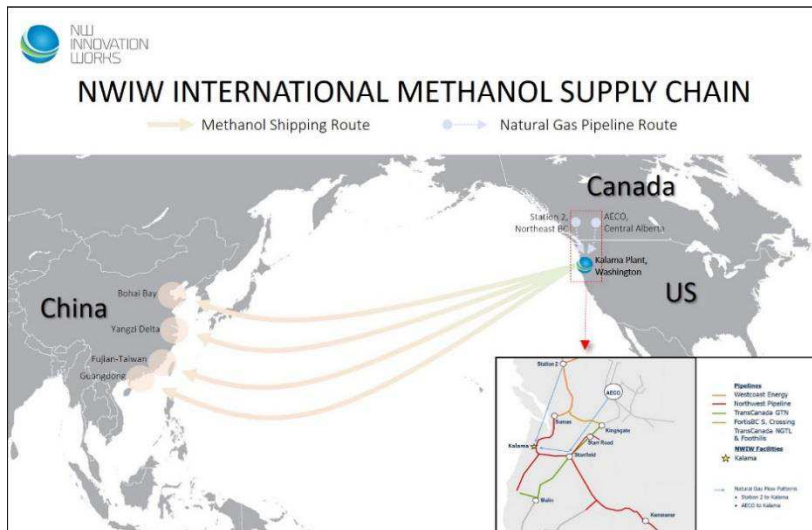 NW
INNOVATION
WORKS
NWIW INTERNATIONAL METHANOL SUPPLY CHAIN
Methanol Shipping Route
Natural Gas Pipeline Route
Canada
Station 2,
Northeast BC
AECO,
Central Alberta
Kalama Plant,
Washington
US
China
Bohai Bay
Yangzi Delta
Fujian-Taiwan
Guangdong
Station 2
AECO
Sumas
Kingsgate
Starr Road
Kalama
Stanfield
Malin
Kemmerer
Pipelines
Westcoast Energy
Northwest Pipeline
TransCanada GTN
FortisBC S. Crossing
TransCanada NGTL
& Foothills
NWIW Facilities
Kalama
Natural Gas Flow Patterns
Station 2 to Kalama
AECO to Kalama